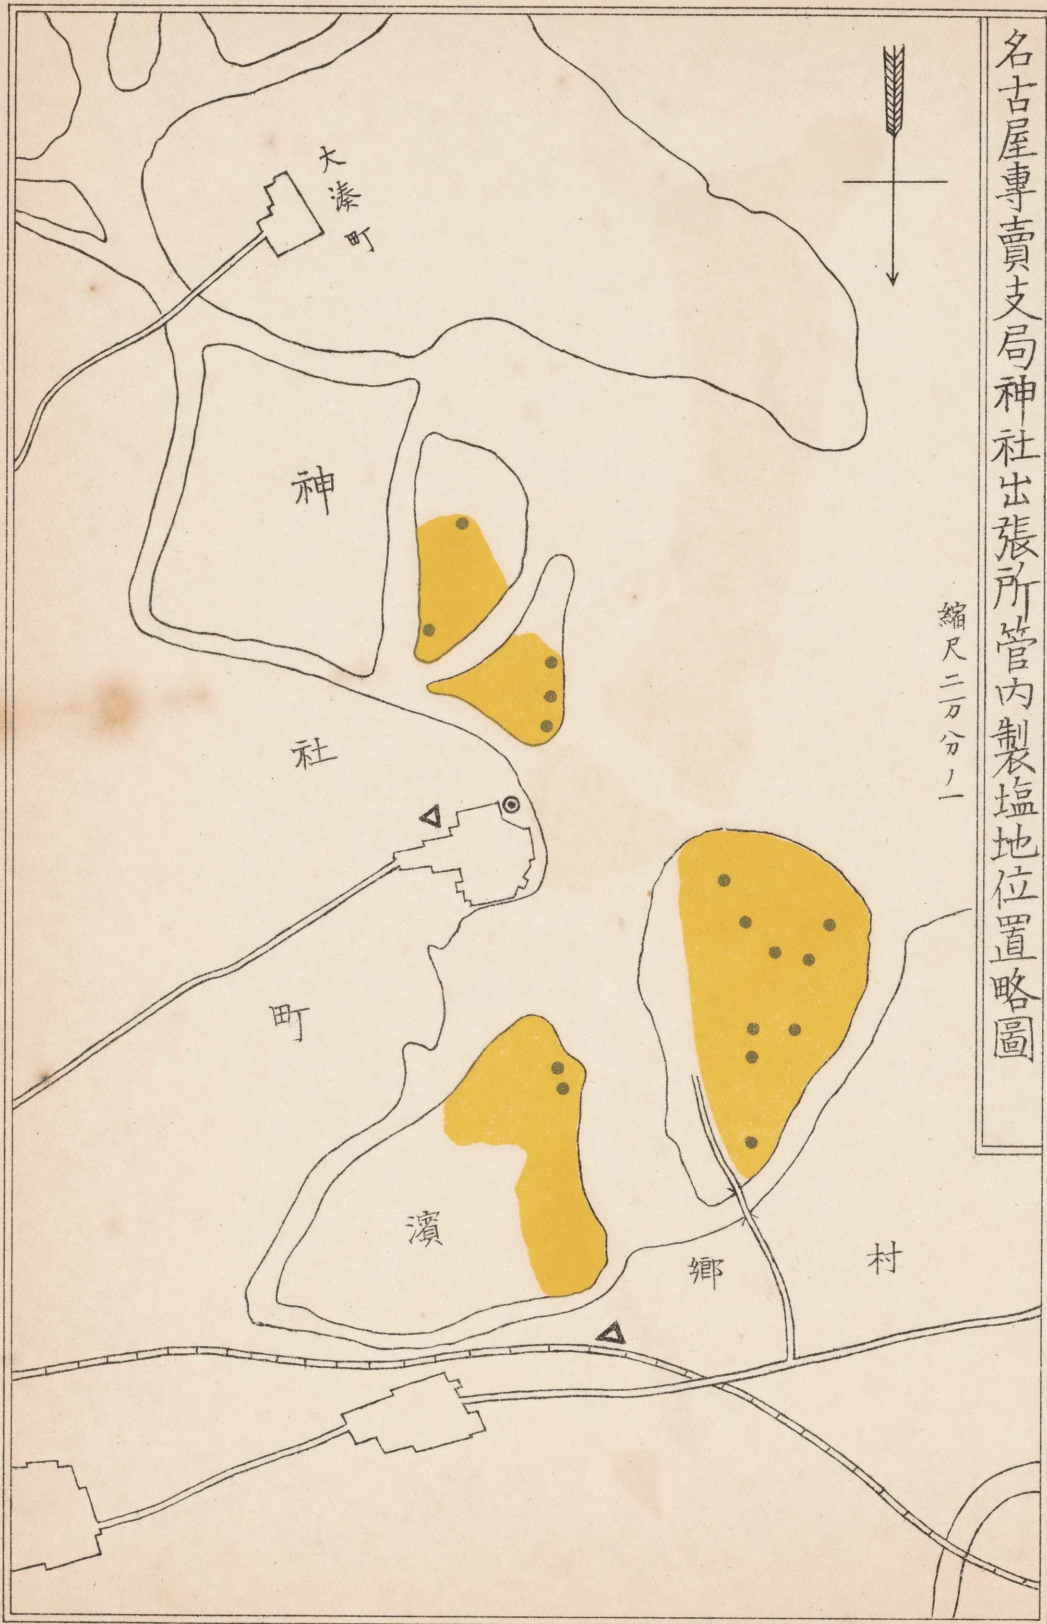 名古屋專賣支局神社出張所管内製塩地位置略圖
縮尺二万分ノ一
大湊町
神社町
濱郷村